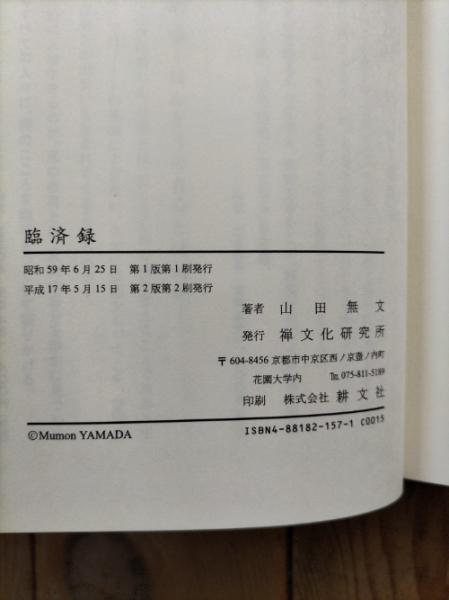 臨済録
昭和59年6月25日 第1版第1刷発行
平成17年5月15日 第2版第2刷発行
著者 山田無文
発行 禅文化研究所
〒604-8456 京都市中京区西ノ京壺ノ内町
花園大学内 ℡075-811-5189
印刷 株式会社 耕文社
©Mumon YAMADA
ISBN4-88182-157-1 C0015